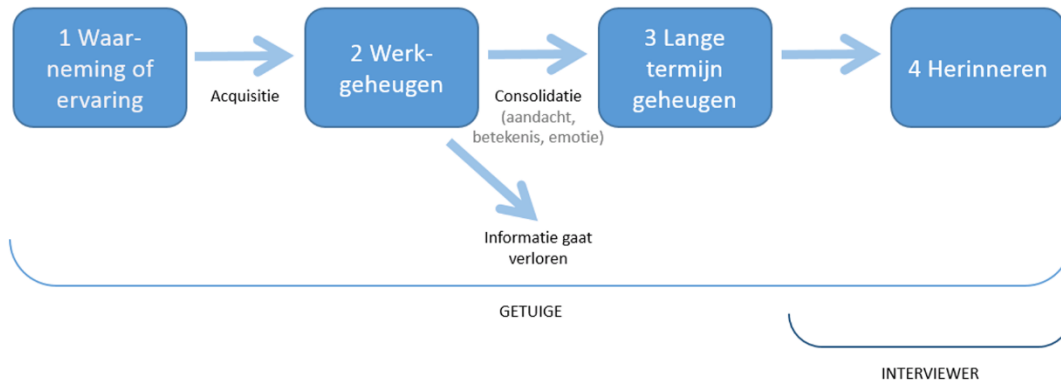 1 Waar-
neming of
ervaring
Acquisitie
2 Werk-
geheugen
Consolidatie
(aandacht,
betekenis, emotie)
3 Lange
termijn
geheugen
4 Herinneren
Informatie gaat
verloren
GETUIGE
INTERVIEWER